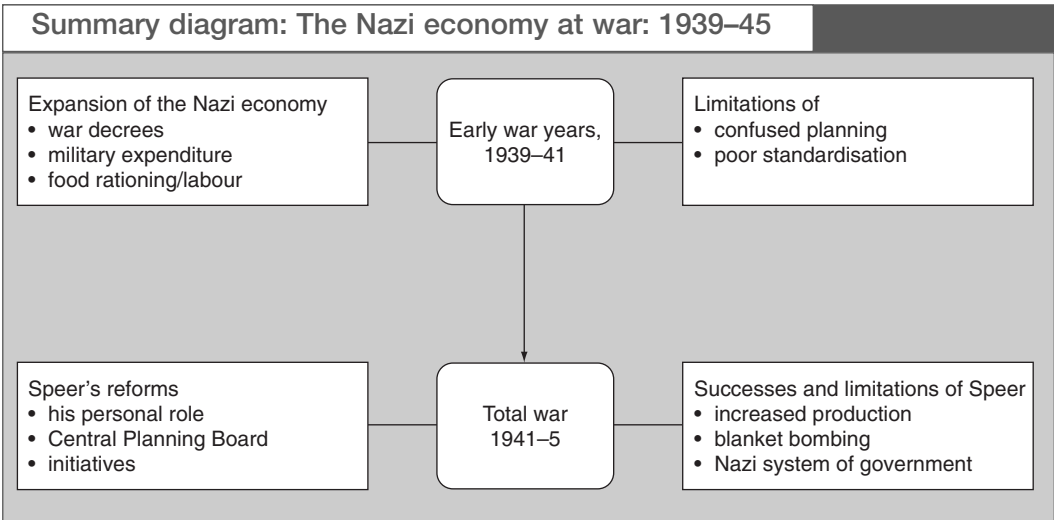 Summary diagram: The Nazi economy at war: 1939–45
Expansion of the Nazi economy
• war decrees
• military expenditure
• food rationing/labour
Early war years,
1939–41
Limitations of
• confused planning
• poor standardisation
Speer's reforms
• his personal role
• Central Planning Board
• initiatives
Total war
1941–5
Successes and limitations of Speer
• increased production
• blanket bombing
• Nazi system of government